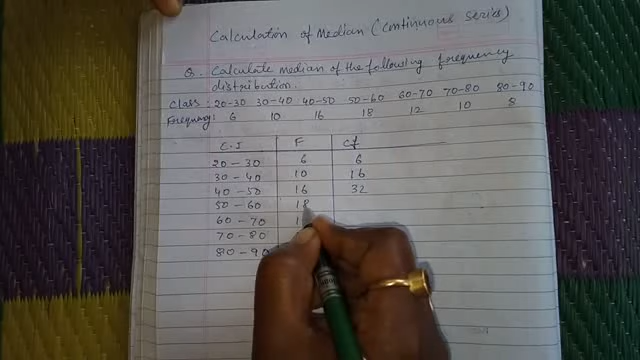 Calculation of Median (Continuous Series)
Q. Calculate median of the following frequency
distribution.
Class: 20-30 30-40 40-50 50-60 60-70 70-80 80-90
Frequency: 6 10 16 18 12 10 8
C.I F Cf
20-30 6 6
30-40 10 16
40-50 16 32
50-60 18
60-70
70-80
80-90